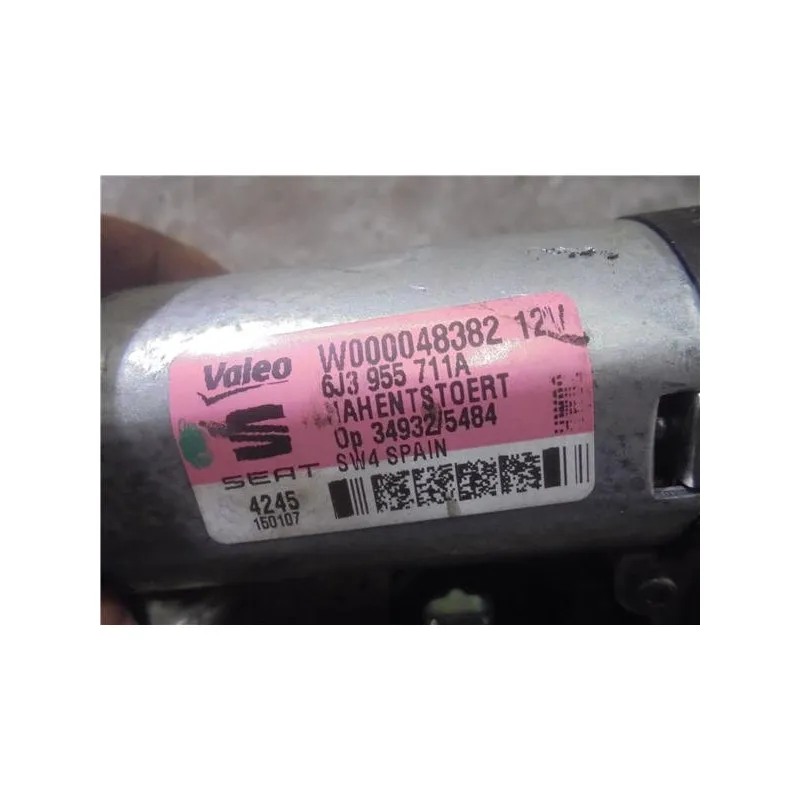 Valeo W000048382 12V
6J3 955 711A
NAHENTSTOERT
Op 34932/5484
SW4 SPAIN
SEAT
4245
150107